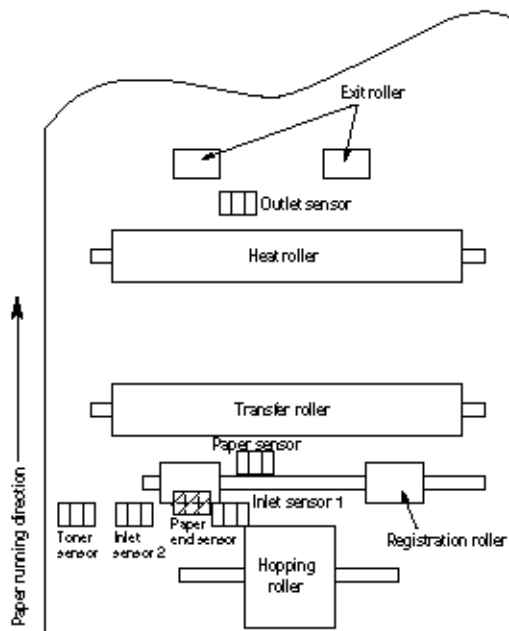 Exit roller
Outlet sensor
Heat roller
Transfer roller
Paper sensor
Inlet sensor 1
Registration roller
Toner
sensor
Inlet
sensor 2
Paper
end sensor
Hopping
roller
Paper running direction